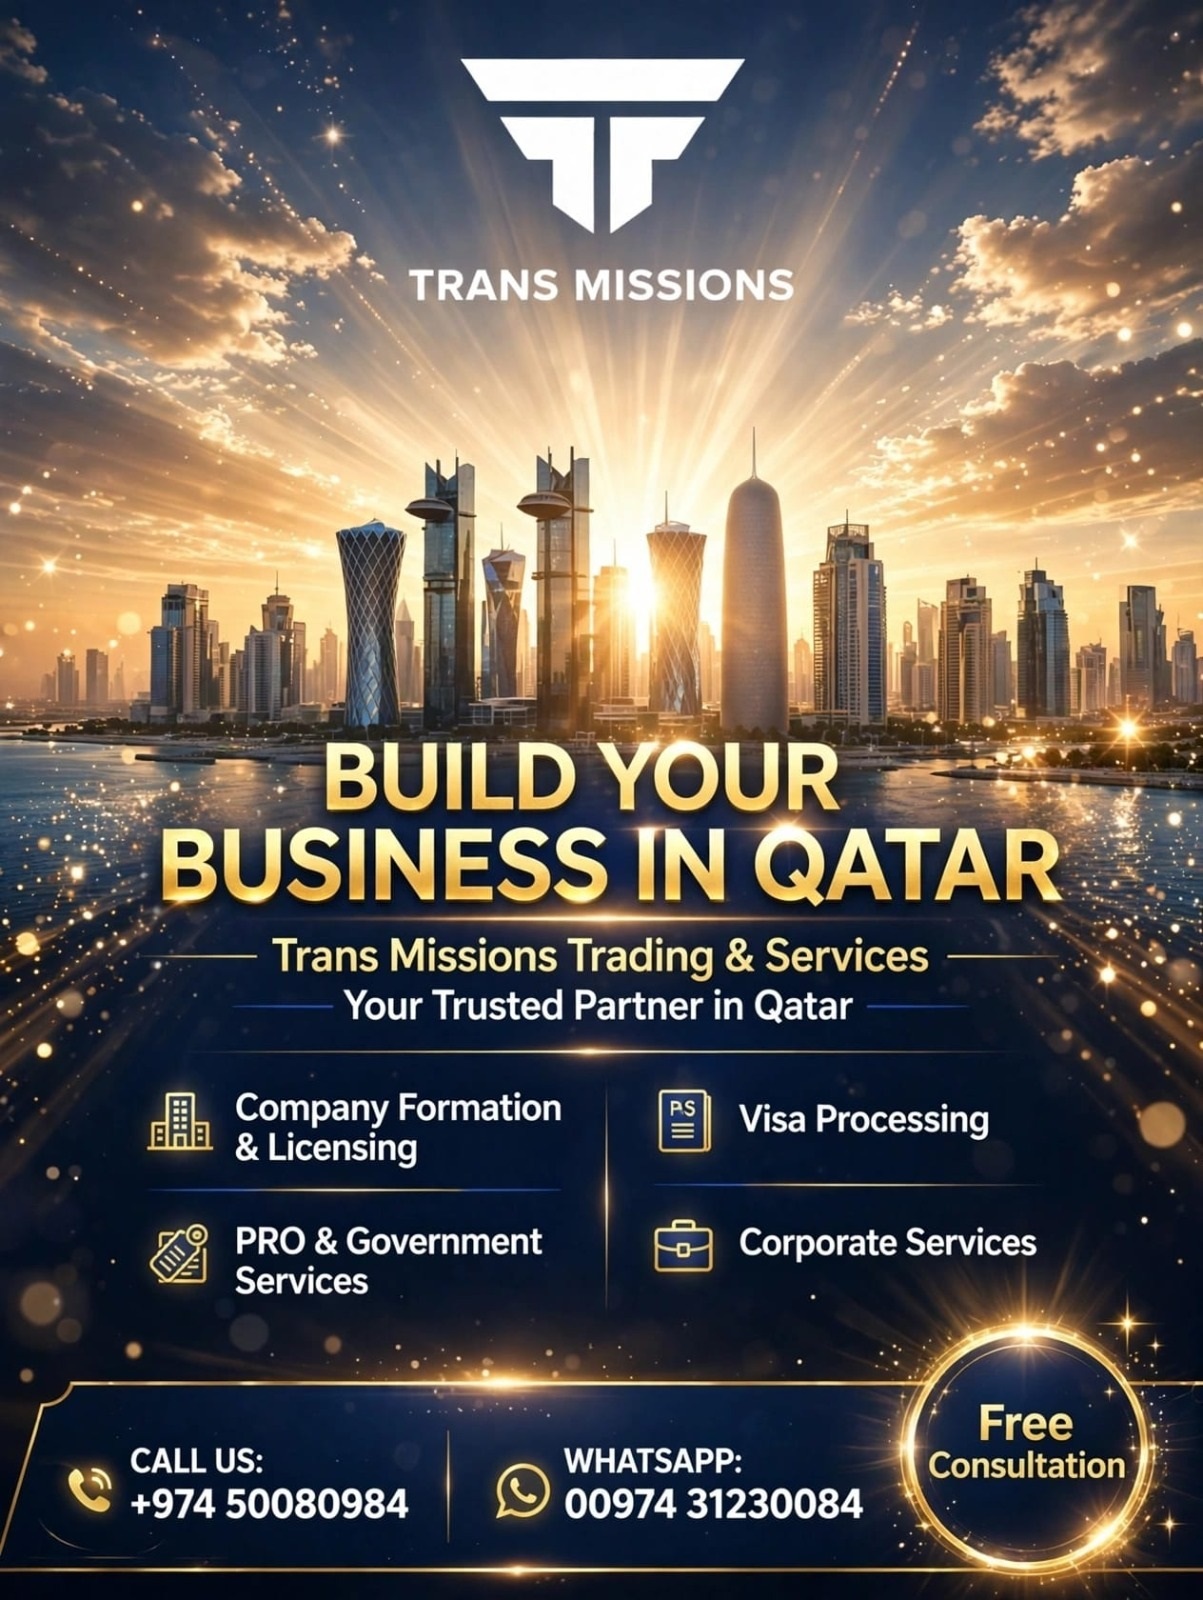 TRANS MISSIONS
BUILD YOUR
BUSINESS IN QATAR
Trans Missions Trading & Services
Your Trusted Partner in Qatar
Company Formation
& Licensing
Visa Processing
PRO & Government
Services
Corporate Services
CALL US:
+974 50080984
WHATSAPP:
00974 31230084
Free
Consultation